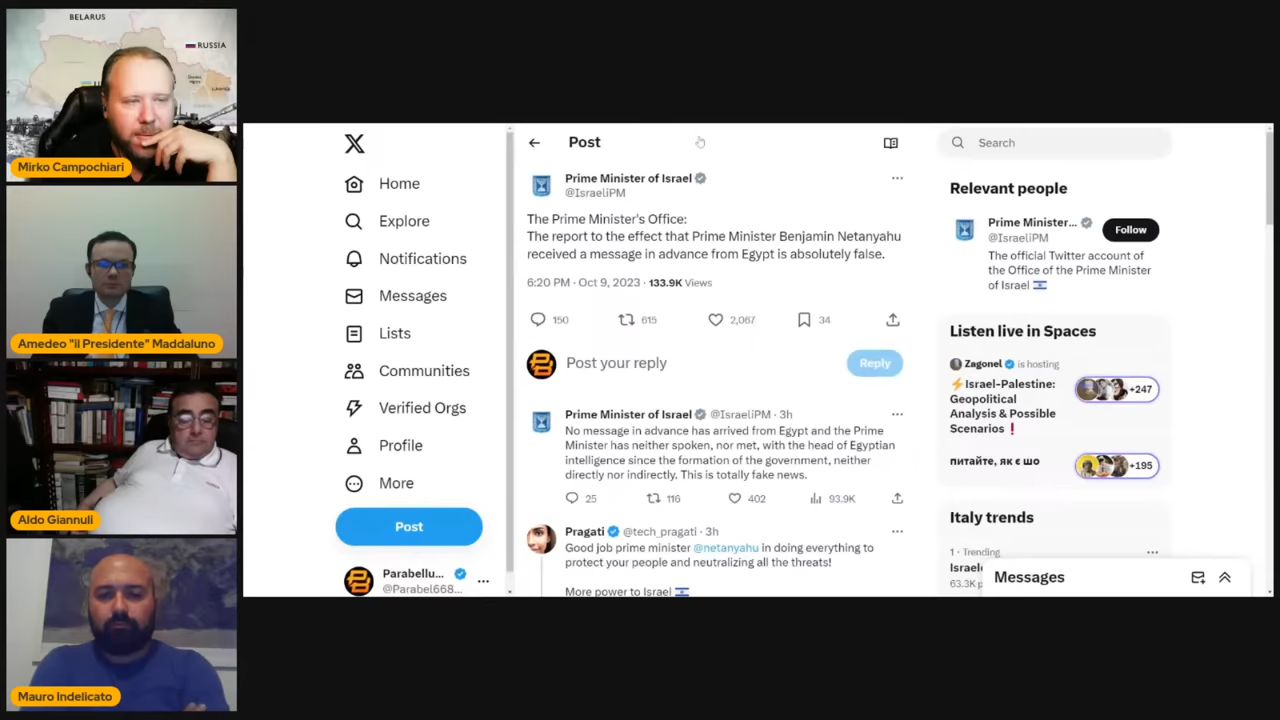 BELARUS
RUSSIA
Mirko Campochiari
Amedeo "il Presidente" Maddaluno
Aldo Giannuli
Mauro Indelicato
X
Home
Explore
Notifications
Messages
Lists
Communities
Verified Orgs
Profile
More
Post
Parabellu...
@Parabel668...
Post
Prime Minister of Israel
@IsraeliPM
The Prime Minister's Office:
The report to the effect that Prime Minister Benjamin Netanyahu
received a message in advance from Egypt is absolutely false.
6:20 PM · Oct 9, 2023 · 133.9K Views
150 615 2,067 34
Post your reply
Reply
Prime Minister of Israel @IsraeliPM · 3h
No message in advance has arrived from Egypt and the Prime
Minister has neither spoken, nor met, with the head of Egyptian
intelligence since the formation of the government, neither
directly nor indirectly. This is totally fake news.
25 116 402 93.9K
Pragati @tech_pragati · 3h
Good job prime minister @netanyahu in doing everything to
protect your people and neutralizing all the threats!
More power to Israel
Search
Relevant people
Prime Minister...
@IsraeliPM
Follow
The official Twitter account of
the Office of the Prime Minister
of Israel
Listen live in Spaces
Zagonel is hosting
Israel-Palestine:
Geopolitical
Analysis & Possible
Scenarios❗
+247
питайте, як є шо
+195
Italy trends
1 · Trending
Israele
63.3K p
Messages